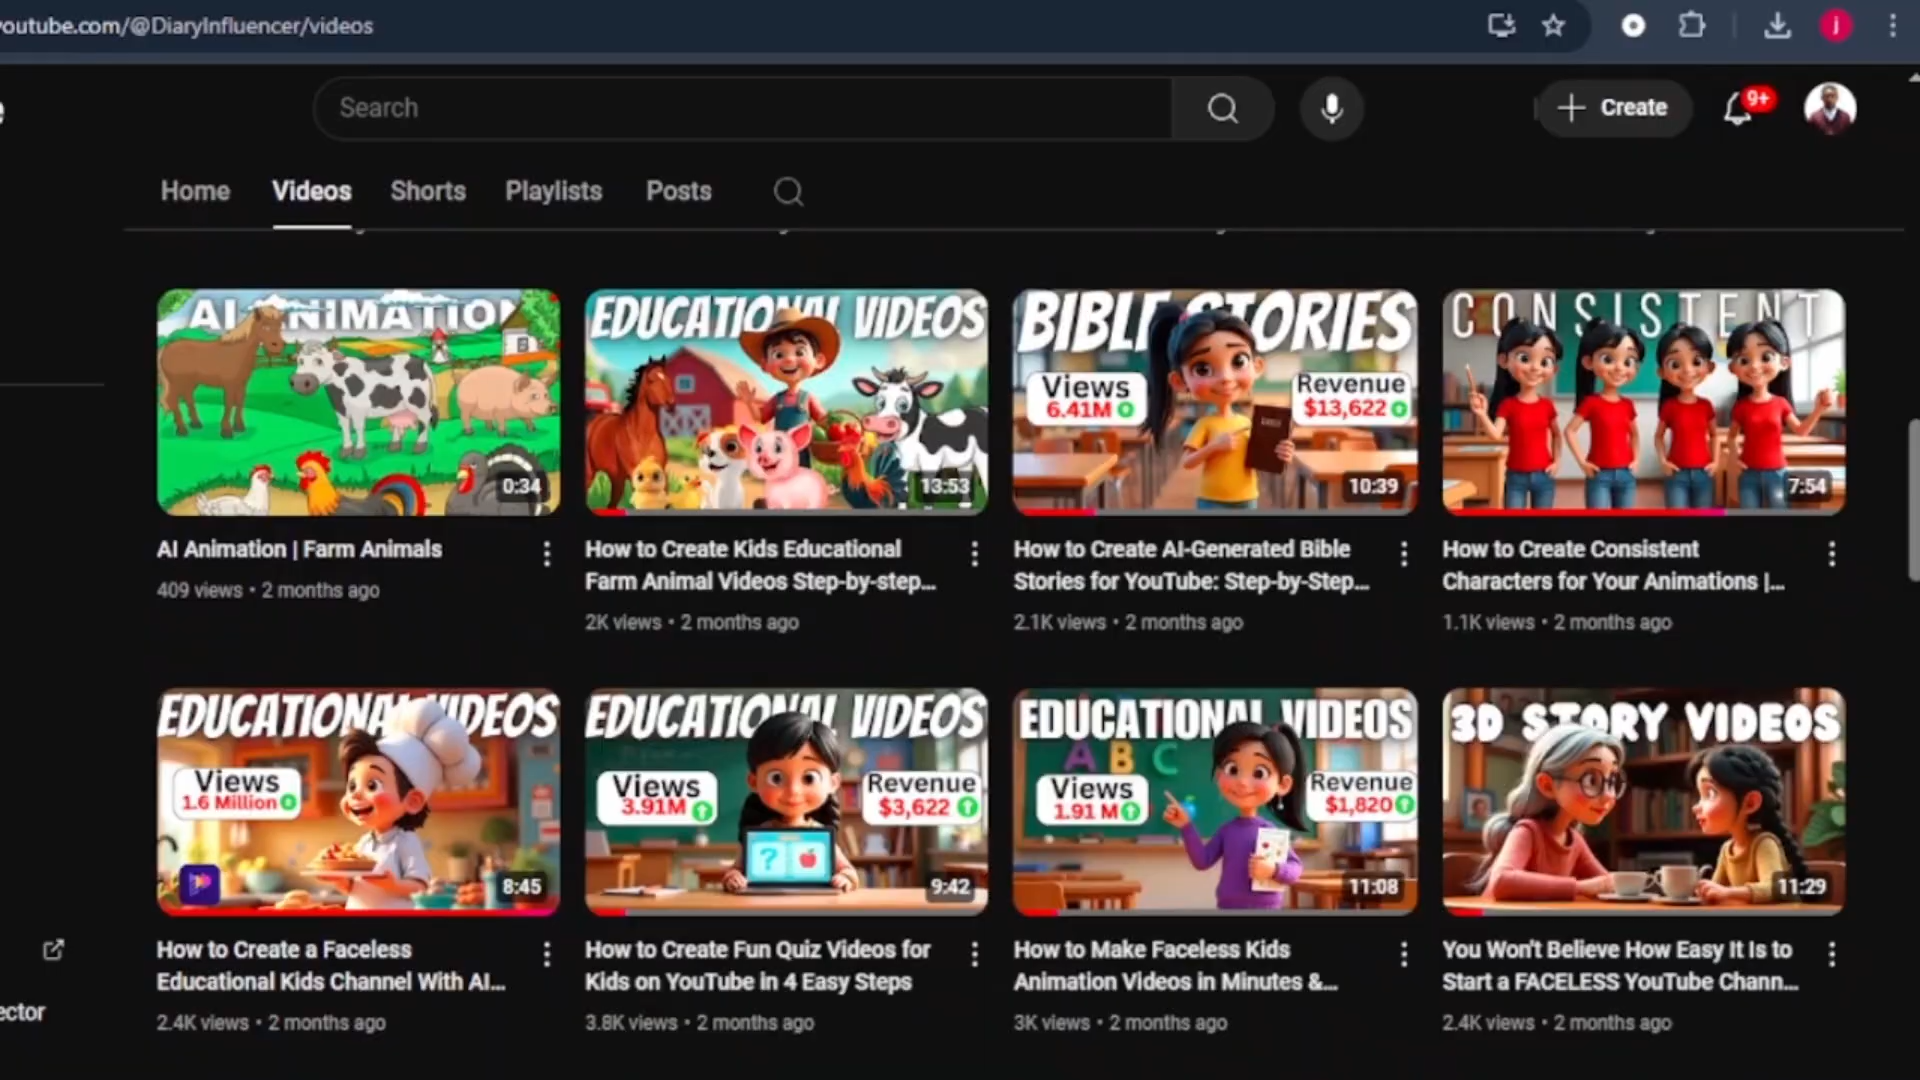 youtube.com/@DiaryInfluencer/videos
j
Search
Create
9+
Home
Videos
Shorts
Playlists
Posts
AI ANIMATION
0:34
AI Animation | Farm Animals
409 views • 2 months ago
EDUCATIONAL VIDEOS
13:53
How to Create Kids Educational
Farm Animal Videos Step-by-step...
2K views • 2 months ago
BIBLE STORIES
Views
6.41M
Revenue
$13,622
10:39
How to Create AI-Generated Bible
Stories for YouTube: Step-by-Step...
2.1K views • 2 months ago
CONSISTENT
7:54
How to Create Consistent
Characters for Your Animations |...
1.1K views • 2 months ago
EDUCATIONAL VIDEOS
Views
1.6 Million
8:45
How to Create a Faceless
Educational Kids Channel With AI...
2.4K views • 2 months ago
EDUCATIONAL VIDEOS
Views
3.91M
Revenue
$3,622
?
9:42
How to Create Fun Quiz Videos for
Kids on YouTube in 4 Easy Steps
3.8K views • 2 months ago
EDUCATIONAL VIDEOS
A B C
Views
1.91 M
Revenue
$1,820
11:08
How to Make Faceless Kids
Animation Videos in Minutes &...
3K views • 2 months ago
3D STORY VIDEOS
11:29
You Won't Believe How Easy It Is to
Start a FACELESS YouTube Chann...
2.4K views • 2 months ago
ector